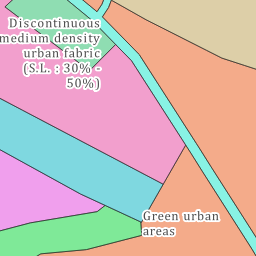 Discontinuous
medium density
urban fabric
(S.L. : 30% -
50%)
Green urban
areas